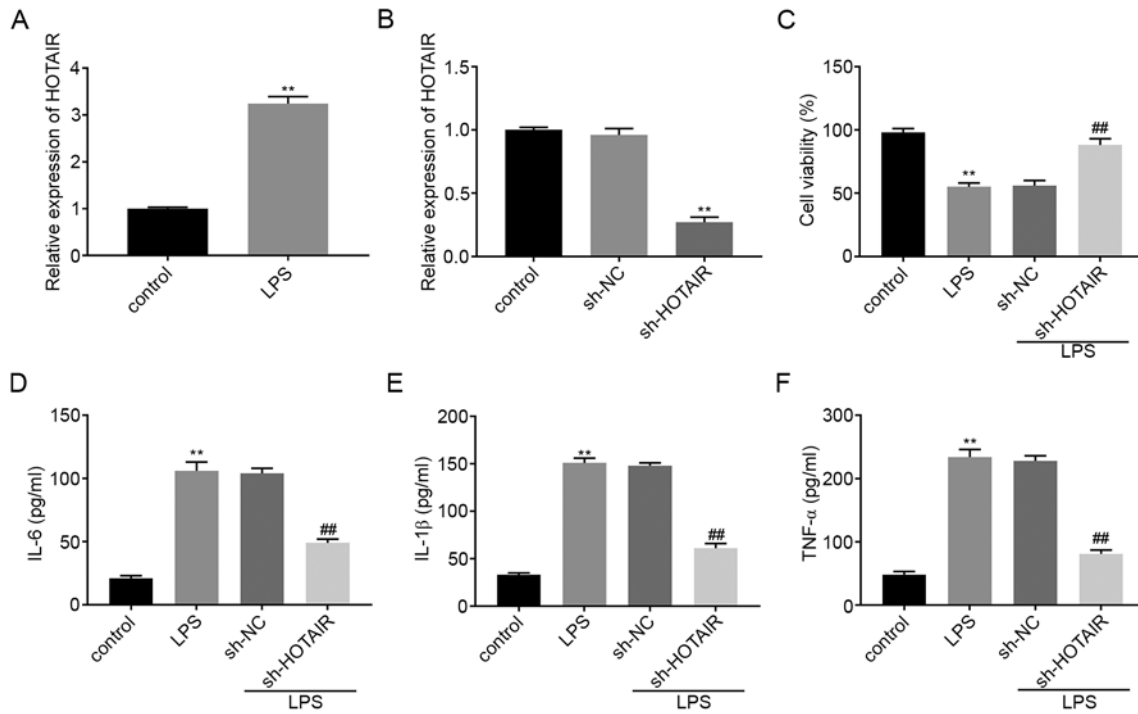 A
Relative expression of HOTAIR
4
3
2
1
0
**
control
LPS
B
Relative expression of HOTAIR
1.5
1.0
0.5
0.0
**
control
sh-NC
sh-HOTAIR
C
Cell viability (%)
150
100
50
0
**
##
control
LPS
sh-NC
sh-HOTAIR
LPS
D
IL-6 (pg/ml)
150
100
50
0
**
##
control
LPS
sh-NC
sh-HOTAIR
LPS
E
IL-1β (pg/ml)
200
150
100
50
0
**
##
control
LPS
sh-NC
sh-HOTAIR
LPS
F
TNF-α (pg/ml)
300
200
100
0
**
##
control
LPS
sh-NC
sh-HOTAIR
LPS